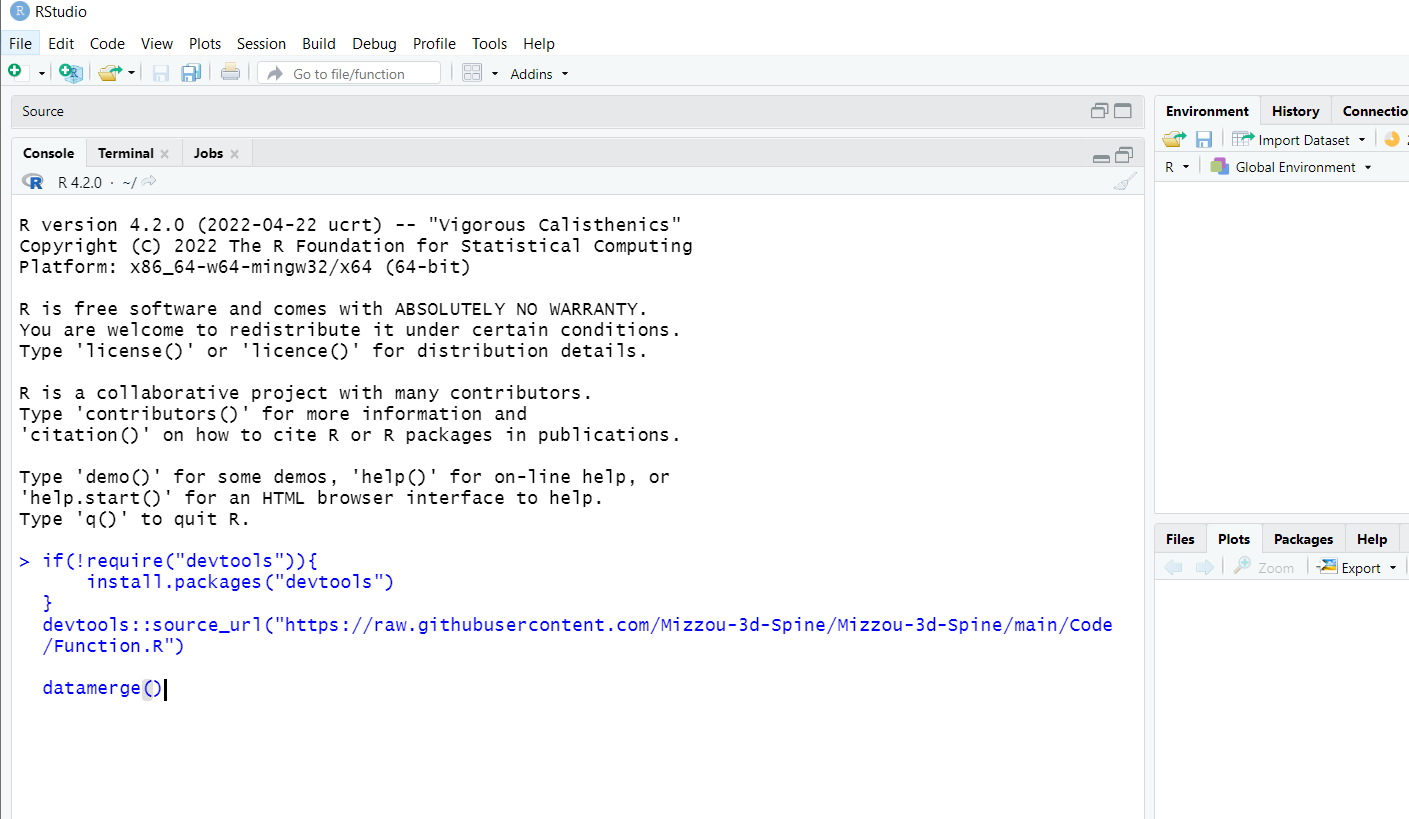 RStudio
File Edit Code View Plots Session Build Debug Profile Tools Help
Go to file/function Addins
Source
Console Terminal Jobs
R 4.2.0 · ~/
R version 4.2.0 (2022-04-22 ucrt) -- "Vigorous Calisthenics"
Copyright (C) 2022 The R Foundation for Statistical Computing
Platform: x86_64-w64-mingw32/x64 (64-bit)
R is free software and comes with ABSOLUTELY NO WARRANTY.
You are welcome to redistribute it under certain conditions.
Type 'license()' or 'licence()' for distribution details.
R is a collaborative project with many contributors.
Type 'contributors()' for more information and
'citation()' on how to cite R or R packages in publications.
Type 'demo()' for some demos, 'help()' for on-line help, or
'help.start()' for an HTML browser interface to help.
Type 'q()' to quit R.
> if(!require("devtools")){
install.packages("devtools")
}
devtools::source_url("https://raw.githubusercontent.com/Mizzou-3d-Spine/Mizzou-3d-Spine/main/Code
/Function.R")
datamerge()
Environment History Connectio
Import Dataset
R Global Environment
Files Plots Packages Help
Zoom Export